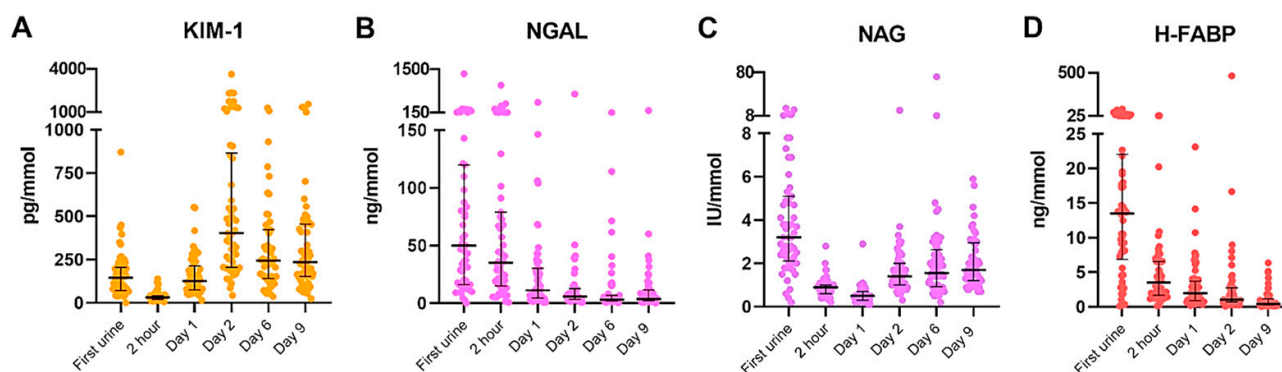 A KIM-1
4000
1000
1000
750
500
250
0
pg/mmol
First urine
2 hour
Day 1
Day 2
Day 6
Day 9
B NGAL
1500
150
150
100
50
0
ng/mmol
First urine
2 hour
Day 1
Day 2
Day 6
Day 9
C NAG
80
8
8
6
4
2
0
IU/mmol
First urine
2 hour
Day 1
Day 2
Day 6
Day 9
D H-FABP
500
25
25
20
15
10
5
0
ng/mmol
First urine
2 hour
Day 1
Day 2
Day 9